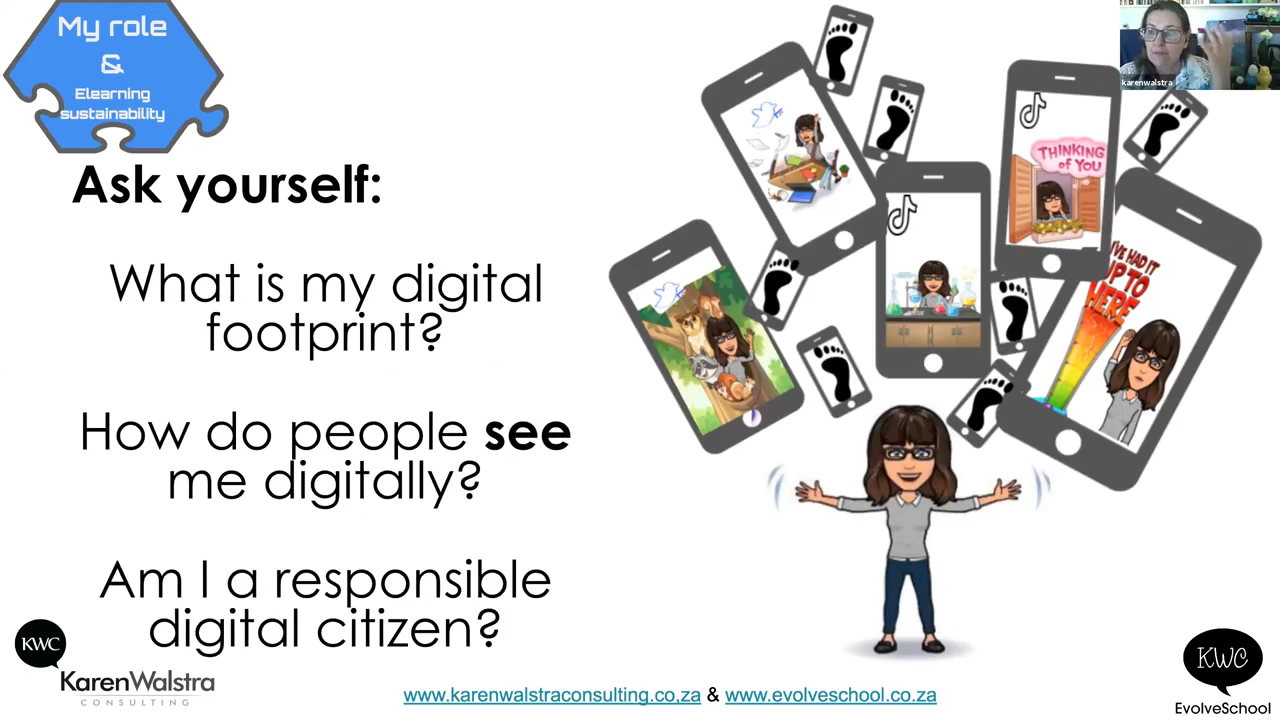 My role
&
Elearning
sustainability
karenwalstra
Ask yourself:
What is my digital
footprint?
How do people see
me digitally?
Am I a responsible
digital citizen?
THINKING
of YOU
I'VE HAD IT
UP TO
HERE
KWC
KarenWalstra
CONSULTING
www.karenwalstraconsulting.co,za & www.evolveschool.co.za
KWC
EvolveSchool